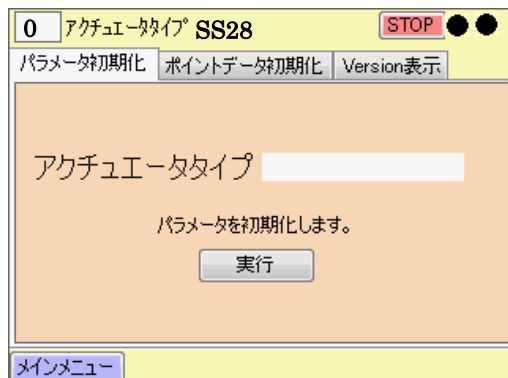 0 アクチュエータタイプ SS28 STOP
パラメータ初期化 ポイントデータ初期化 Version表示
アクチュエータタイプ
パラメータを初期化します。
実行
メインメニュー